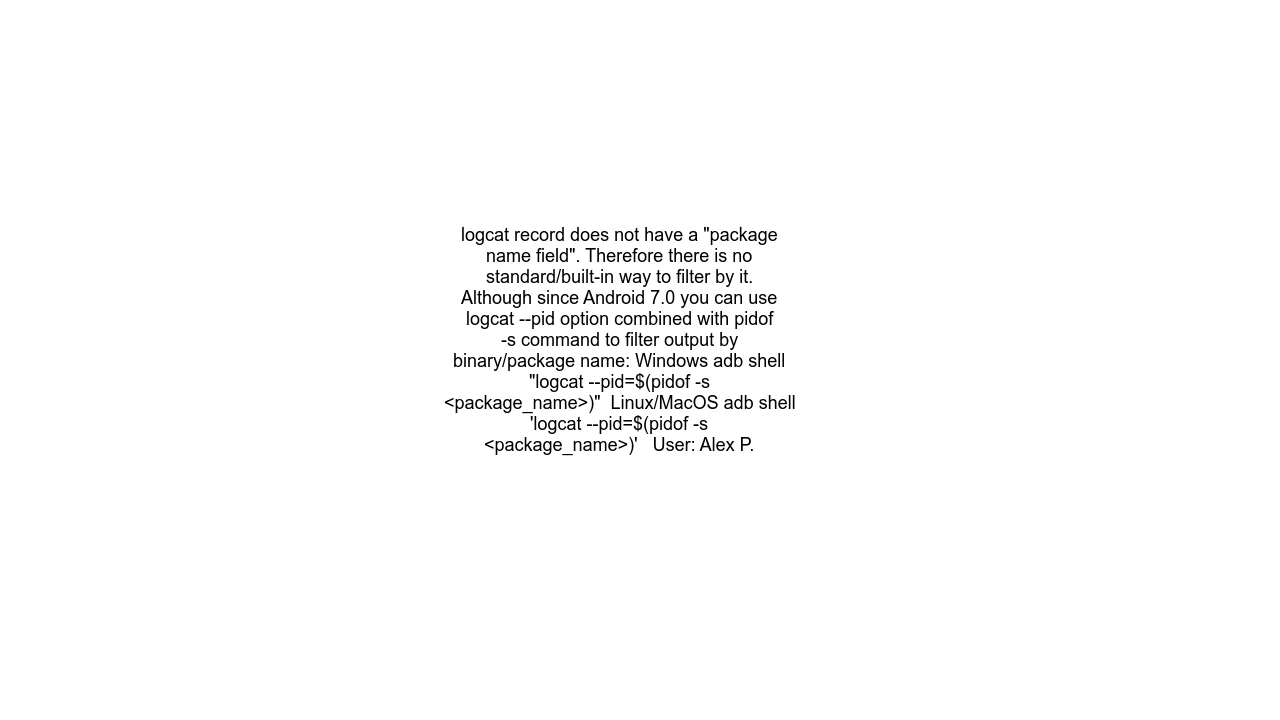 logcat record does not have a "package
name field". Therefore there is no
standard/built-in way to filter by it.
Although since Android 7.0 you can use
logcat --pid option combined with pidof
-s command to filter output by
binary/package name: Windows adb shell
"logcat --pid=$(pidof -s
<package_name>)"  Linux/MacOS adb shell
'logcat --pid=$(pidof -s
<package_name>)'   User: Alex P.